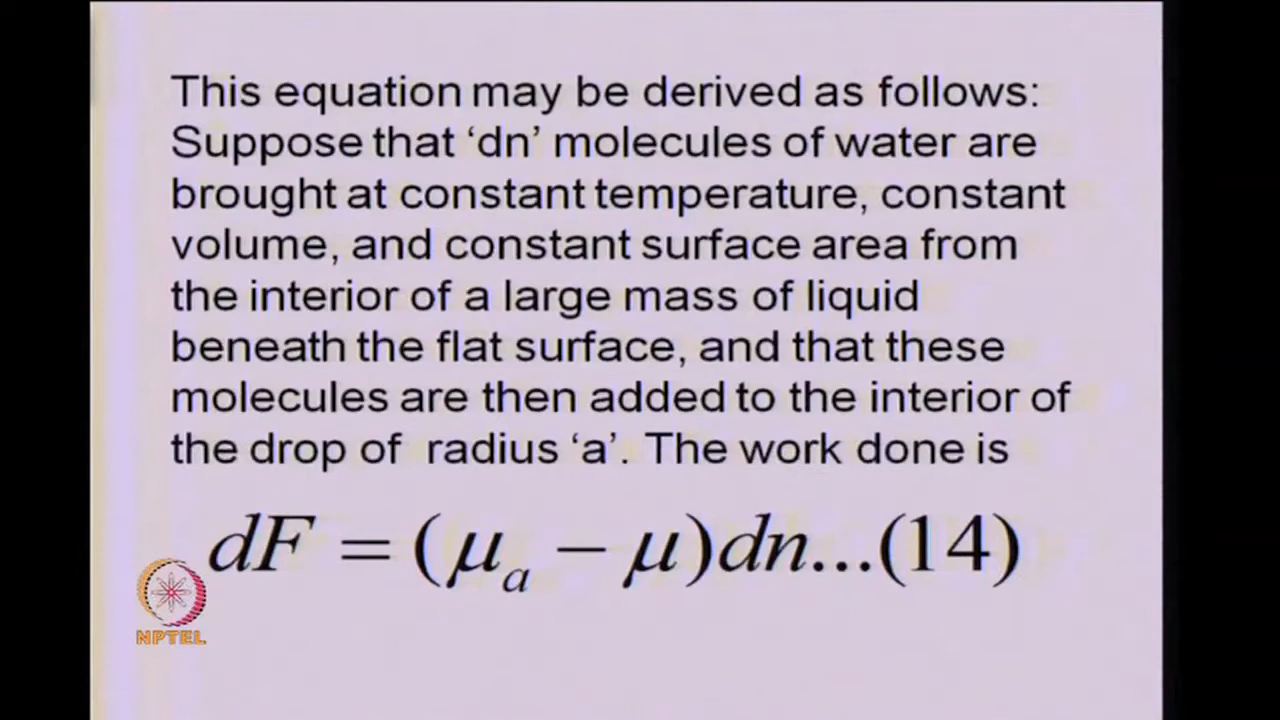 This equation may be derived as follows:
Suppose that ‘dn’ molecules of water are
brought at constant temperature, constant
volume, and constant surface area from
the interior of a large mass of liquid
beneath the flat surface, and that these
molecules are then added to the interior of
the drop of radius ‘a’. The work done is
dF = (μₐ − μ)dn...(14)
NPTEL